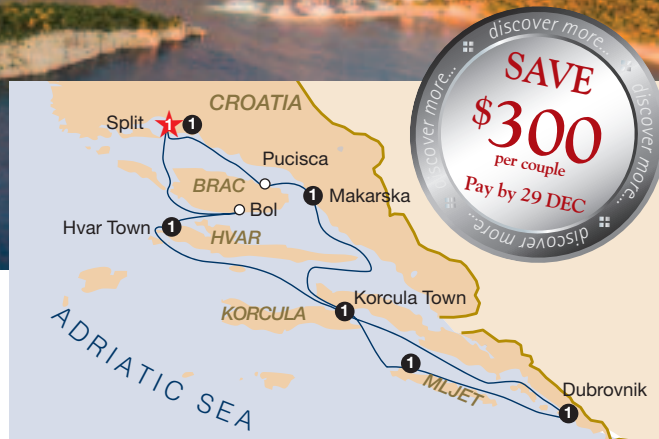 discover more...
discover more...
discover more...
discover more...
SAVE
$300
per couple
Pay by 29 DEC
CROATIA
Split
1
1
Pucisca
BRAC
1
Makarska
Bol
Hvar Town
1
HVAR
Korcula Town
KORCULA
1
ADRIATIC SEA
1
MLJET
Dubrovnik
1